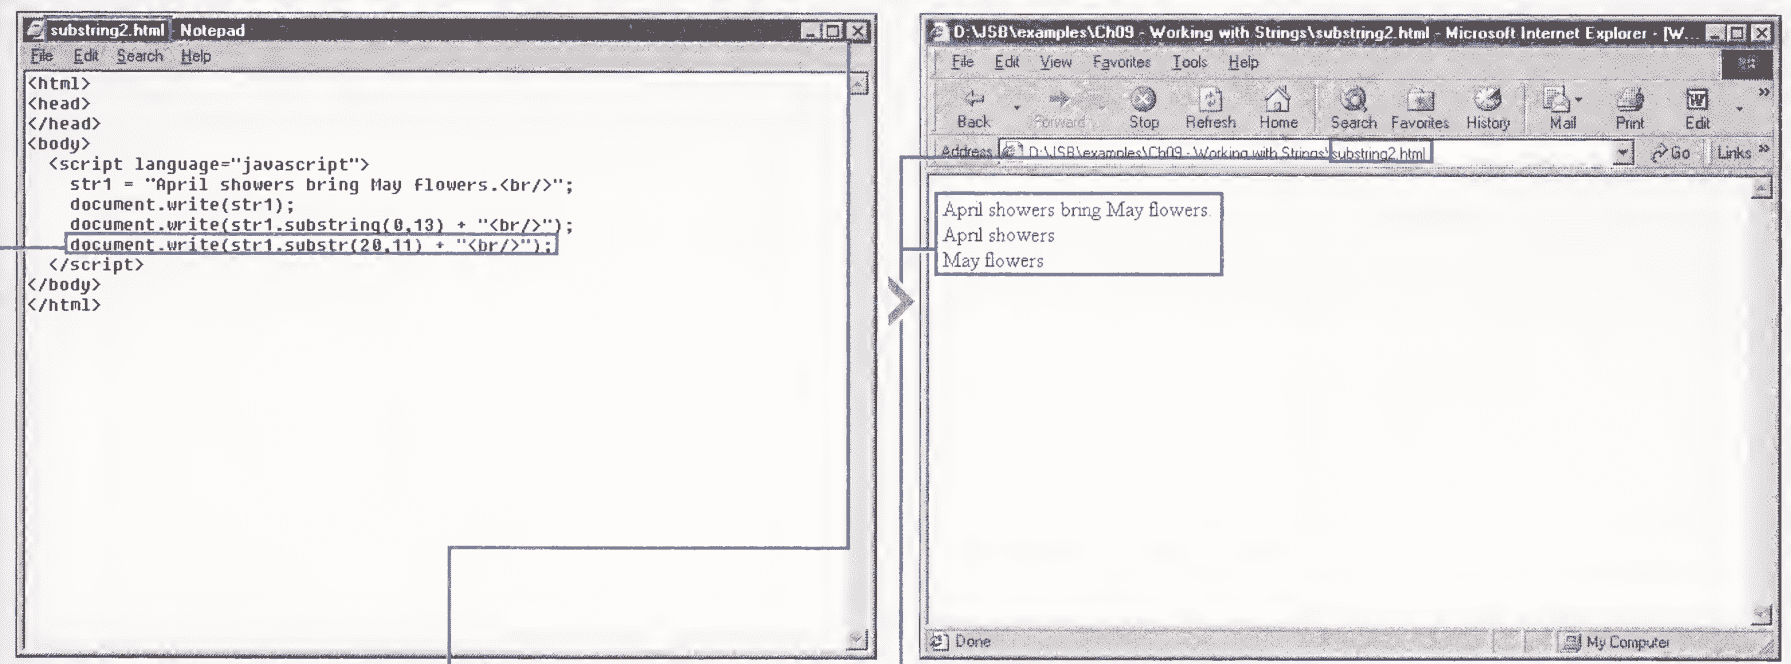 substring2.html - Notepad
File Edit Search Help
<html>
<head>
</head>
<body>
<script language="javascript">
str1 = "April showers bring May flowers.<br/>";
document.write(str1);
document.write(str1.substring(0,13) + "<br/>");
document.write(str1.substr(20,11) + "<br/>");
</script>
</body>
</html>
D:\JSB\examples\Ch09 - Working with Strings\substring2.html - Microsoft Internet Explorer - [W...
File Edit View Favorites Tools Help
Back Forward Stop Refresh Home Search Favorites History Mail Print Edit
Address D:\JSB\examples\Ch09 - Working with Strings\substring2.html Go Links
April showers bring May flowers.
April showers
May flowers
Done My Computer